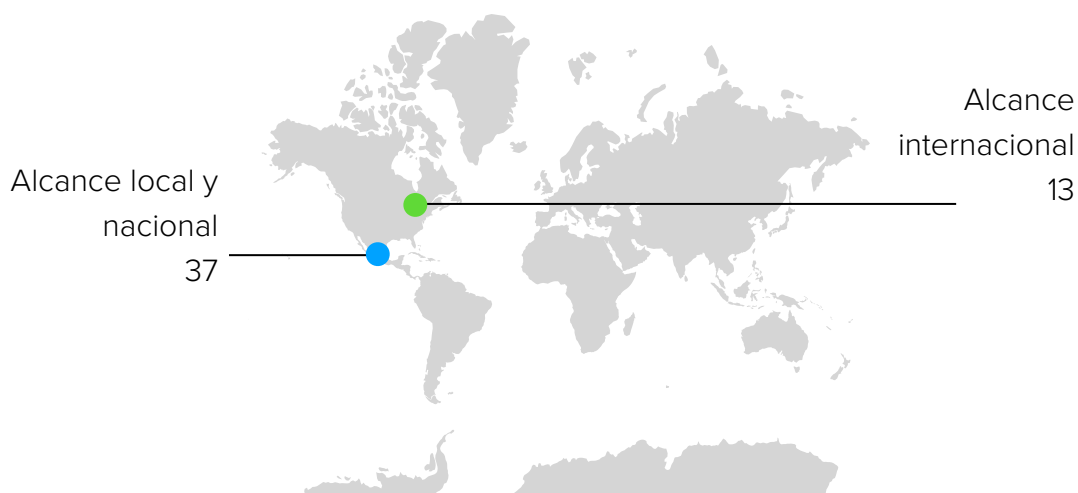 Alcance local y
nacional
37
Alcance
internacional
13